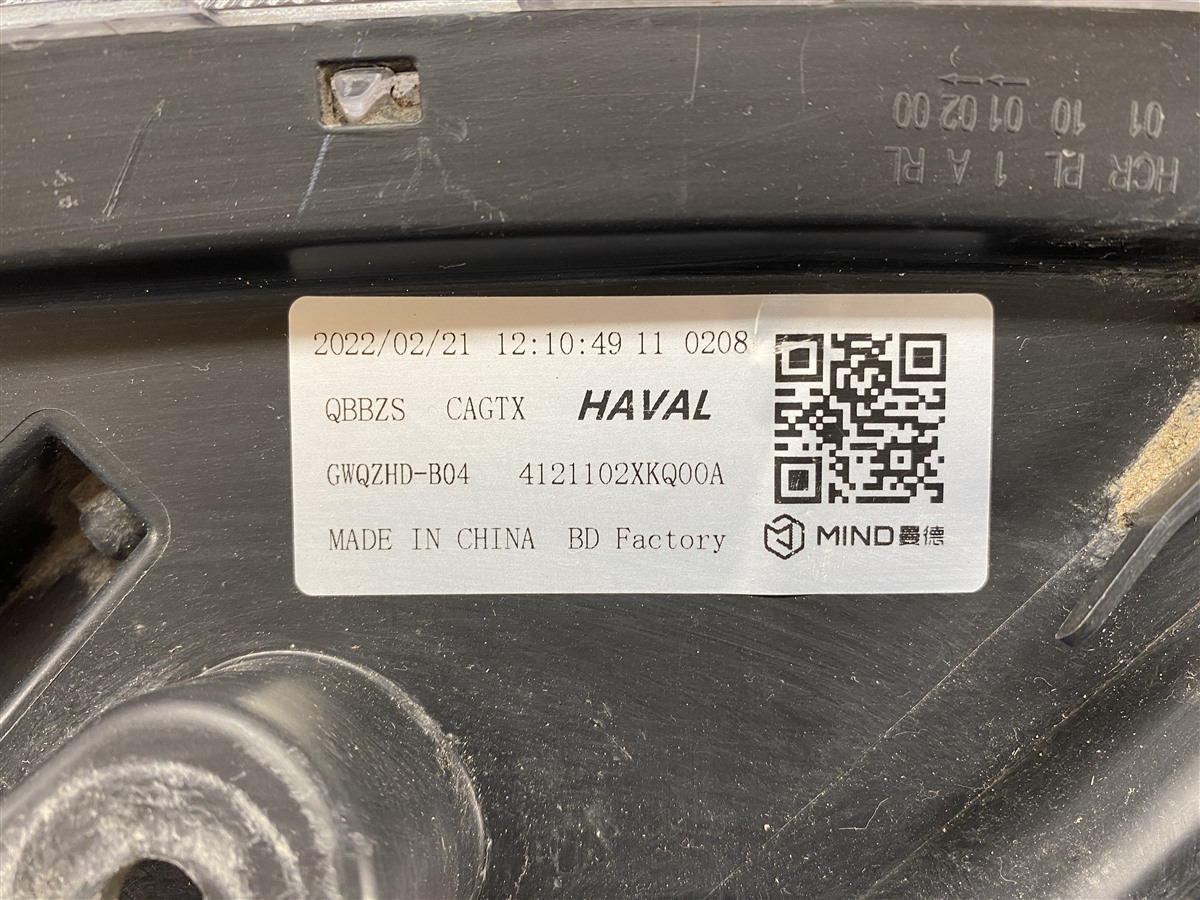 01 10 01 02 00
HCR PL 1 A RL
2022/02/21 12:10:49 11 0208
QBBZS CAGTX HAVAL
GWQZHD-B04 4121102XKQ00A
MADE IN CHINA BD Factory
MIND曼德